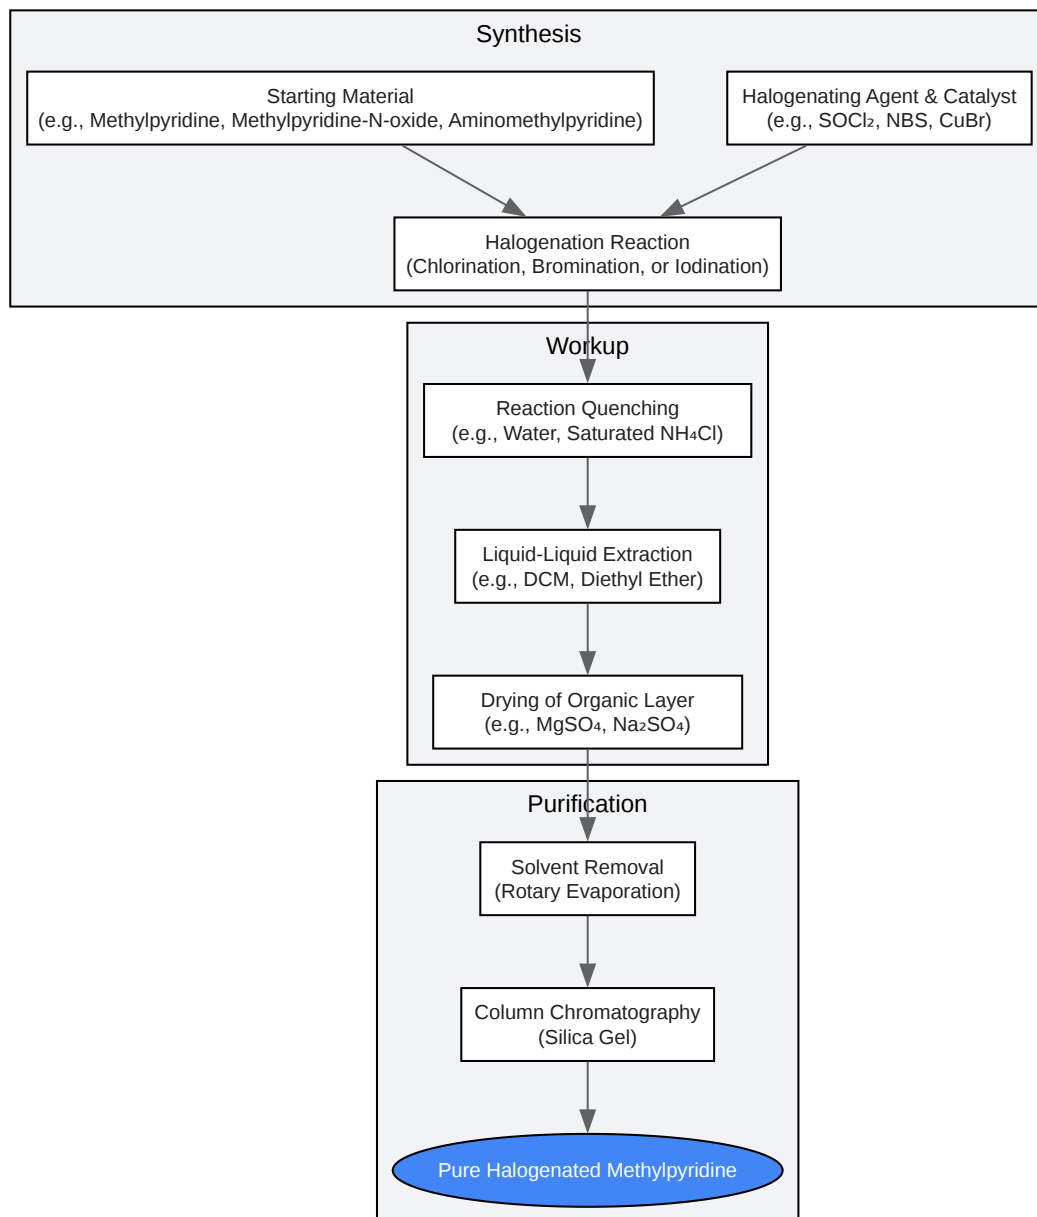 Synthesis
Starting Material
(e.g., Methylpyridine, Methylpyridine-N-oxide, Aminomethylpyridine)
Halogenating Agent & Catalyst
(e.g., SOCl₂, NBS, CuBr)
Halogenation Reaction
(Chlorination, Bromination, or Iodination)
Workup
Reaction Quenching
(e.g., Water, Saturated NH₄Cl)
Liquid-Liquid Extraction
(e.g., DCM, Diethyl Ether)
Drying of Organic Layer
(e.g., MgSO₄, Na₂SO₄)
Purification
Solvent Removal
(Rotary Evaporation)
Column Chromatography
(Silica Gel)
Pure Halogenated Methylpyridine